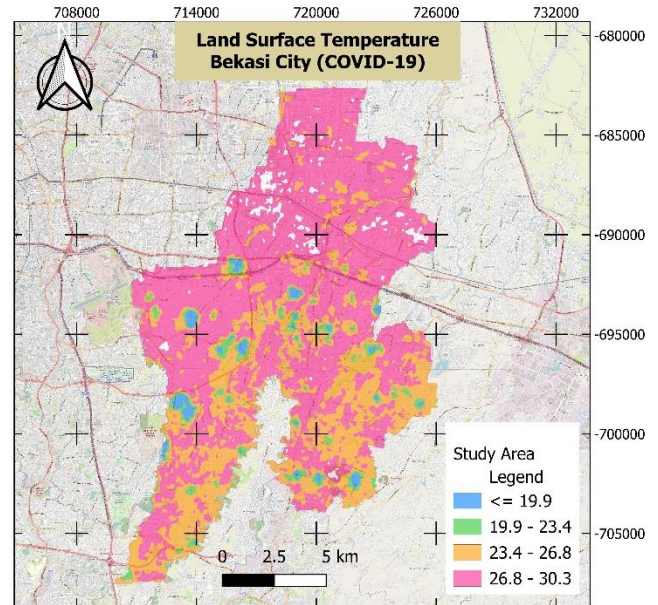 708000 714000 720000 726000 732000
Land Surface Temperature
Bekasi City (COVID-19)
N
-680000
-685000
-690000
-695000
-700000
-705000
Study Area
Legend
<= 19.9
19.9 - 23.4
23.4 - 26.8
26.8 - 30.3
0 2.5 5 km